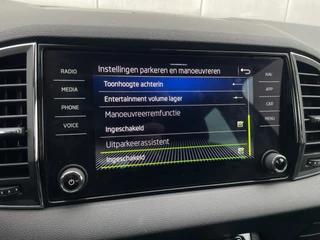 Instellingen parkeren en manoeuvreren
RADIO
MEDIA
PHONE
VOICE
Toonhoogte achterin
Entertainment volume lager
Manoeuvreerremfunctie
Ingeschakeld
Uitparkeerassistent
Ingeschakeld
NAV
APP
CAR
MENU